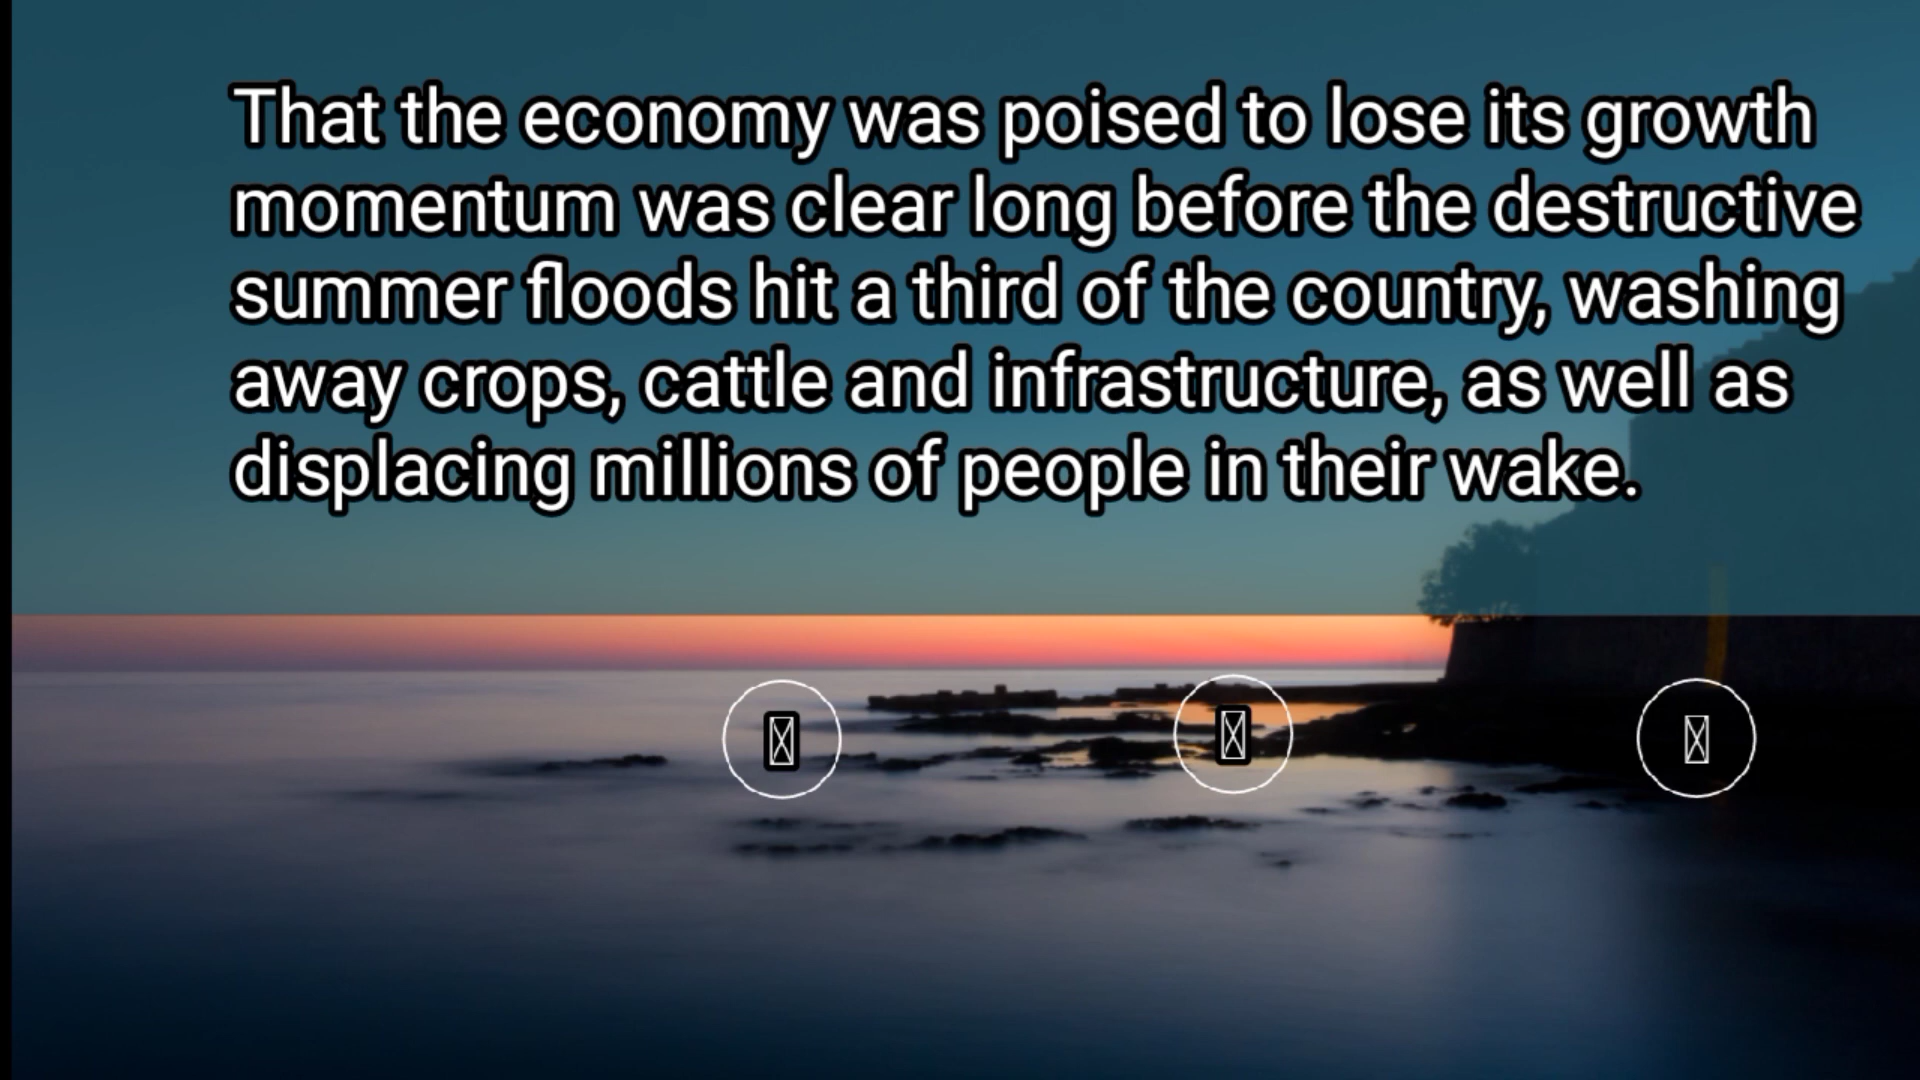 That the economy was poised to lose its growth
momentum was clear long before the destructive
summer floods hit a third of the country, washing
away crops, cattle and infrastructure, as well as
displacing millions of people in their wake.